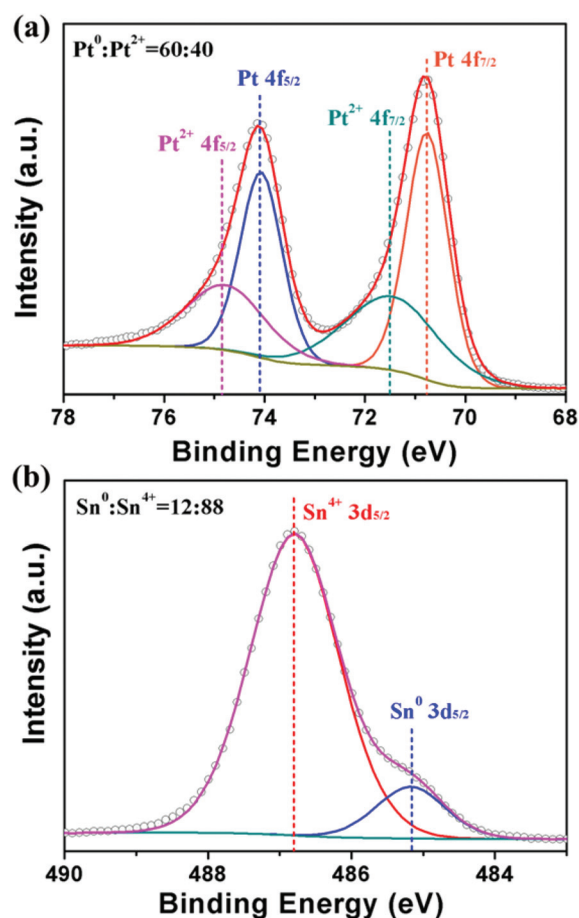 (a)
Pt⁰:Pt²⁺=60:40
Pt 4f₇/₂
Pt 4f₅/₂
Pt²⁺ 4f₇/₂
Pt²⁺ 4f₅/₂
Intensity (a.u.)
78 76 74 72 70 68
Binding Energy (eV)
(b)
Sn⁰:Sn⁴⁺=12:88
Sn⁴⁺ 3d₅/₂
Sn⁰ 3d₅/₂
Intensity (a.u.)
490 488 486 484
Binding Energy (eV)